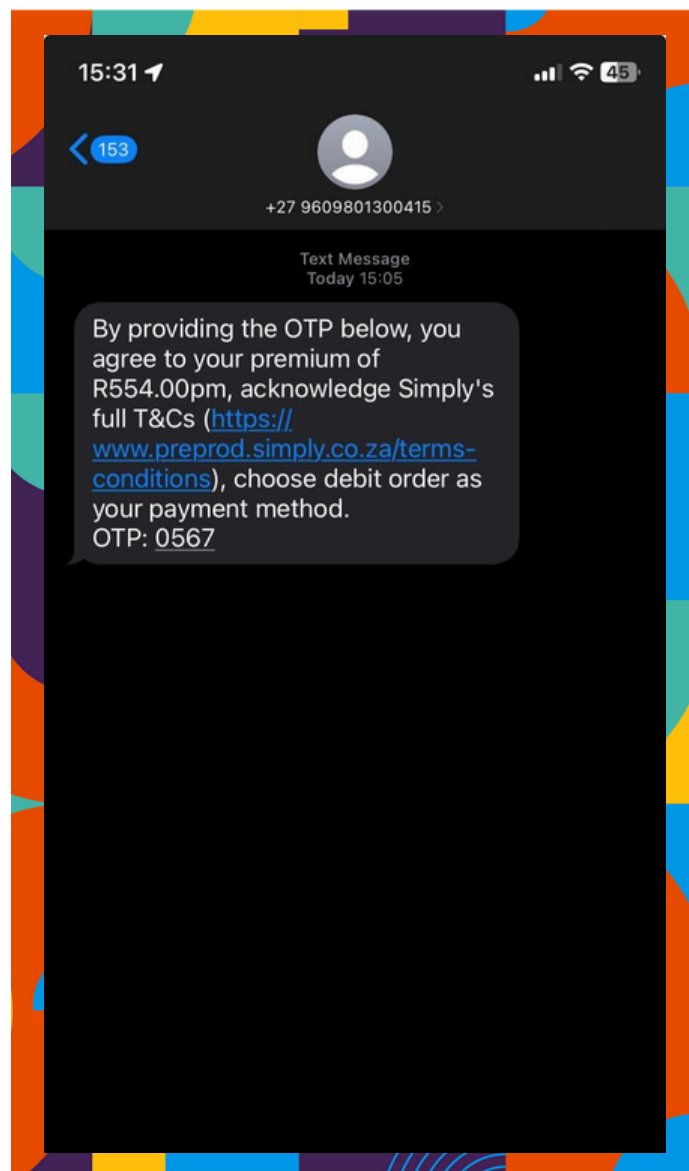 15:31
45
153
+27 9609801300415
Text Message
Today 15:05
By providing the OTP below, you
agree to your premium of
R554.00pm, acknowledge Simply's
full T&Cs (https://
www.preprod.simply.co.za/terms-
conditions), choose debit order as
your payment method.
OTP: 0567